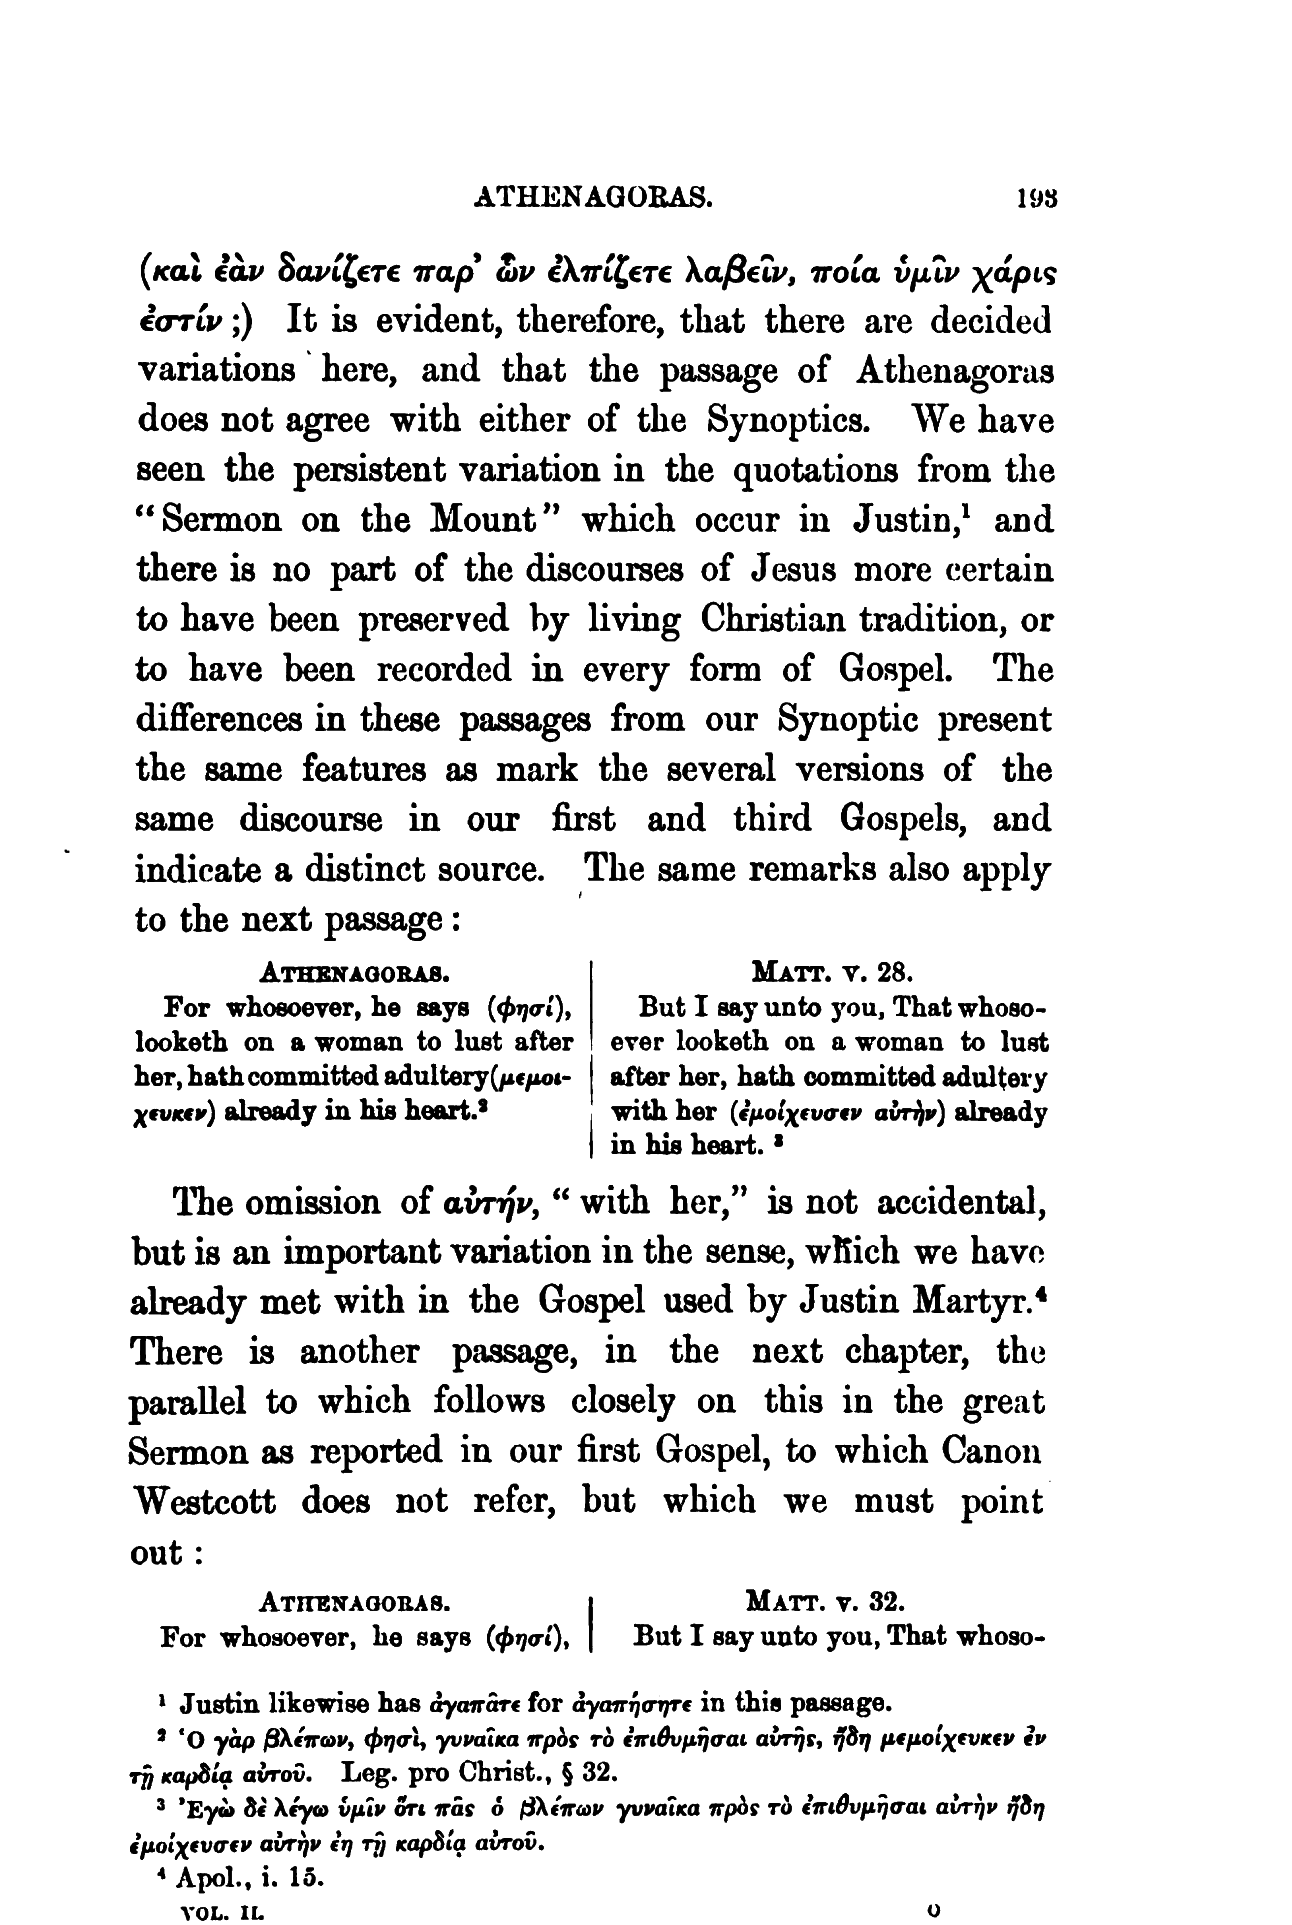 ATHENAGORAS. 193
(καὶ ἐὰν δανίζετε παρ’ ὧν ἐλπίζετε λαβεῖν, ποία ὑμῖν χάρις
ἐστίν ;) It is evident, therefore, that there are decided
variations here, and that the passage of Athenagoras
does not agree with either of the Synoptics. We have
seen the persistent variation in the quotations from the
“Sermon on the Mount” which occur in Justin,¹ and
there is no part of the discourses of Jesus more certain
to have been preserved by living Christian tradition, or
to have been recorded in every form of Gospel. The
differences in these passages from our Synoptic present
the same features as mark the several versions of the
same discourse in our first and third Gospels, and
indicate a distinct source. The same remarks also apply
to the next passage :
ATHENAGORAS.
For whosoever, he says (φησί),
looketh on a woman to lust after
her, hath committed adultery (μεμοι-
χευκεν) already in his heart.²
MATT. V. 28.
But I say unto you, That whoso-
ever looketh on a woman to lust
after her, hath committed adultery
with her (ἐμοίχευσεν αὐτὴν) already
in his heart. ³
The omission of αὐτήν, “with her,” is not accidental,
but is an important variation in the sense, which we have
already met with in the Gospel used by Justin Martyr.⁴
There is another passage, in the next chapter, the
parallel to which follows closely on this in the great
Sermon as reported in our first Gospel, to which Canon
Westcott does not refer, but which we must point
out :
ATHENAGORAS.
For whosoever, he says (φησί),
MATT. V. 32.
But I say unto you, That whoso-
¹ Justin likewise has ἀγαπᾶτε for ἀγαπήσητε in this passage.
² Ὁ γὰρ βλέπων, φησὶ, γυναῖκα πρὸς τὸ ἐπιθυμῆσαι αὐτῆς, ἤδη μεμοίχευκεν ἐν
τῇ καρδίᾳ αὐτοῦ. Leg. pro Christ., § 32.
³ Ἐγὼ δὲ λέγω ὑμῖν ὅτι πᾶς ὁ βλέπων γυναῖκα πρὸς τὸ ἐπιθυμῆσαι αὐτὴν ἤδη
ἐμοίχευσεν αὐτὴν ἐη τῇ καρδίᾳ αὐτοῦ.
⁴ Apol., i. 15.
VOL. II. O